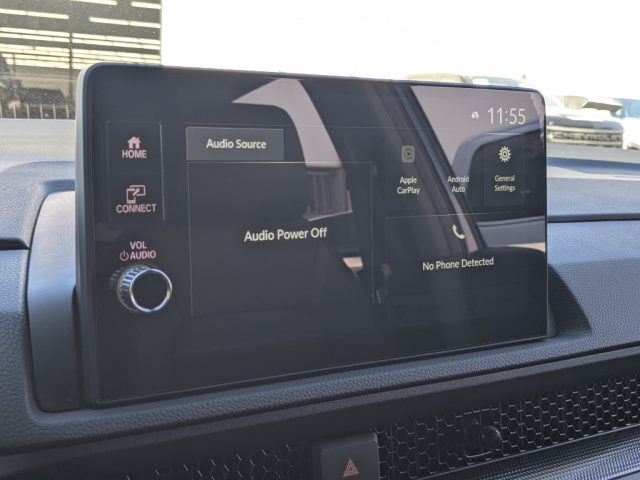 11:55
HOME
Audio Source
Apple
CarPlay
Android
Auto
General
Settings
CONNECT
Audio Power Off
VOL
AUDIO
No Phone Detected